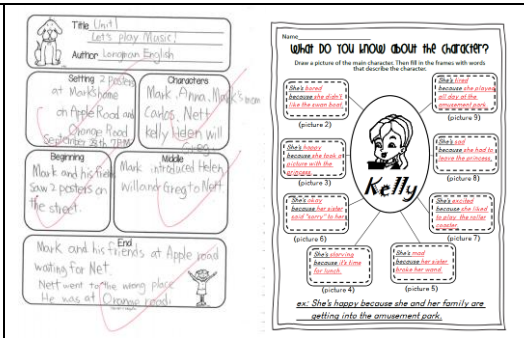 Title Unit 1
Let's play Music!
Author Longman English
Setting 2 posters
at Mark's home
on Apple Road and
Orange Road
Characters
Mark, Anna, Mark's mom
Carlos, Nett
Kelly
will
Greg
Beginning
Mark and his
saw 2 posters on
the street.
Middle
Mark introduced Helen
will and Greg to Nett
End
Mark and his friends at Apple road
waiting for Net.
Nett went to the wrong place
He was at Orange road.
Name
What DO YOU KNOW about the character?
Draw a picture of the main character. Then fill in the frames with words
that describe the character.
She's bored
because she didn't
like the swan boat.
(picture 2)
She's happy
because she took a
picture with the
princess.
(picture 3)
She's okay
because her sister
said "sorry" to her.
(picture 6)
She's starving
because it's time
for lunch.
(picture 4)
Kelly
She's tired
because she played
all day at the
amusement park.
(picture 9)
She's sad
because she had to
leave the princess.
(picture 8)
She's excited
because she liked
to play the roller
coaster.
(picture 7)
She's mad
because her sister
broke her wand.
(picture 5)
ex: She's happy because she and her family are
getting into the amusement park.